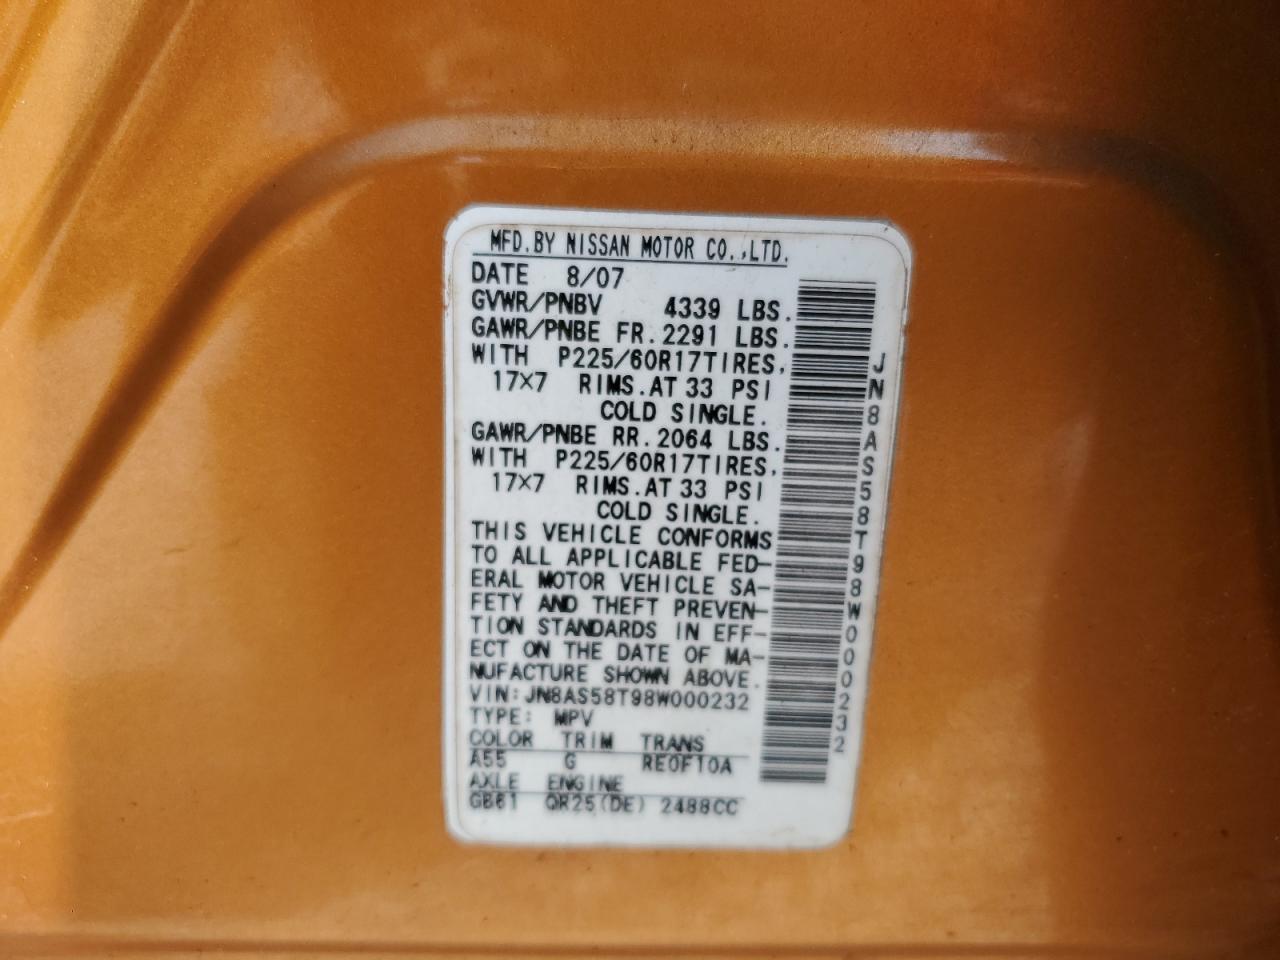 MFD.BY NISSAN MOTOR CO.,LTD.
DATE 8/07
GVWR/PNBV 4339 LBS.
GAWR/PNBE FR.2291 LBS.
WITH P225/60R17TIRES,
17×7 RIMS.AT 33 PSI
COLD SINGLE.
GAWR/PNBE RR.2064 LBS.
WITH P225/60R17TIRES,
17×7 RIMS.AT 33 PSI
COLD SINGLE.
THIS VEHICLE CONFORMS
TO ALL APPLICABLE FED-
ERAL MOTOR VEHICLE SA-
FETY AND THEFT PREVEN-
TION STANDARDS IN EFF-
ECT ON THE DATE OF MA-
NUFACTURE SHOWN ABOVE.
VIN:JN8AS58T98W000232
TYPE: MPV
COLOR TRIM TRANS
A55 G RE0F10A
AXLE ENGINE
GB61 QR25(DE) 2488CC
JN8AS58T98W000232